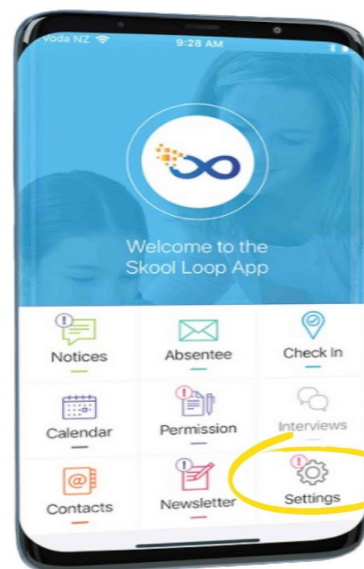 Voda NZ 9:28 AM
Welcome to the
Skool Loop App
! Notices
Absentee
Check In
Calendar
! Permission
Interviews
@ Contacts
! Newsletter
! Settings